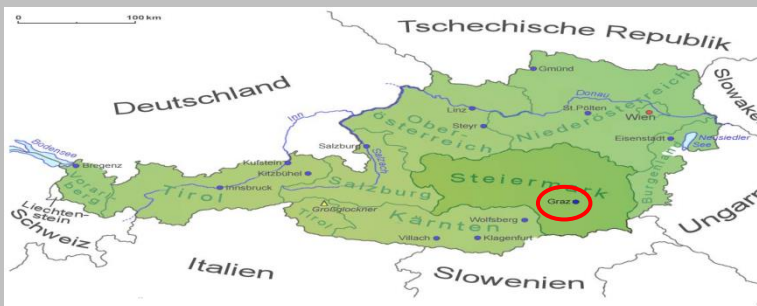 0 100 km
Tschechische Republik
Deutschland
Slowake
Gmünd
Donau
Linz
St.Pölten
Wien
Steyr
Ober
österreich
Niederösterreich
Eisenstadt
Neusiedler
See
Burgenland
Inn
Salzburg
Salzach
Bodensee
Bregenz
Kufstein
Kitzbühel
Vorarl
berg
Tirol
Innsbruck
Salzburg
Steiermark
Graz
Großglockner
Tirol
Kärnten
Wolfsberg
Villach
Klagenfurt
Liechten-
stein
Schweiz
Italien
Slowenien
Ungarn